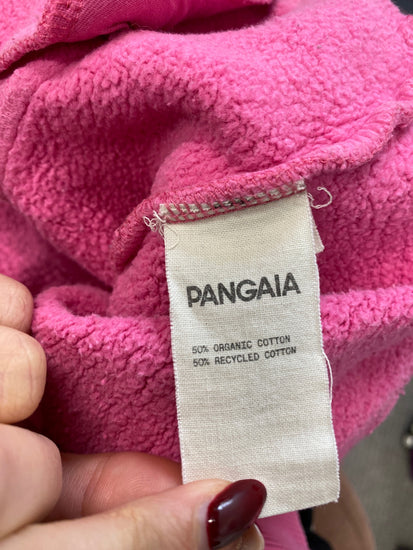 PANGAIA
50% ORGANIC COTTON
50% RECYCLED COTTON